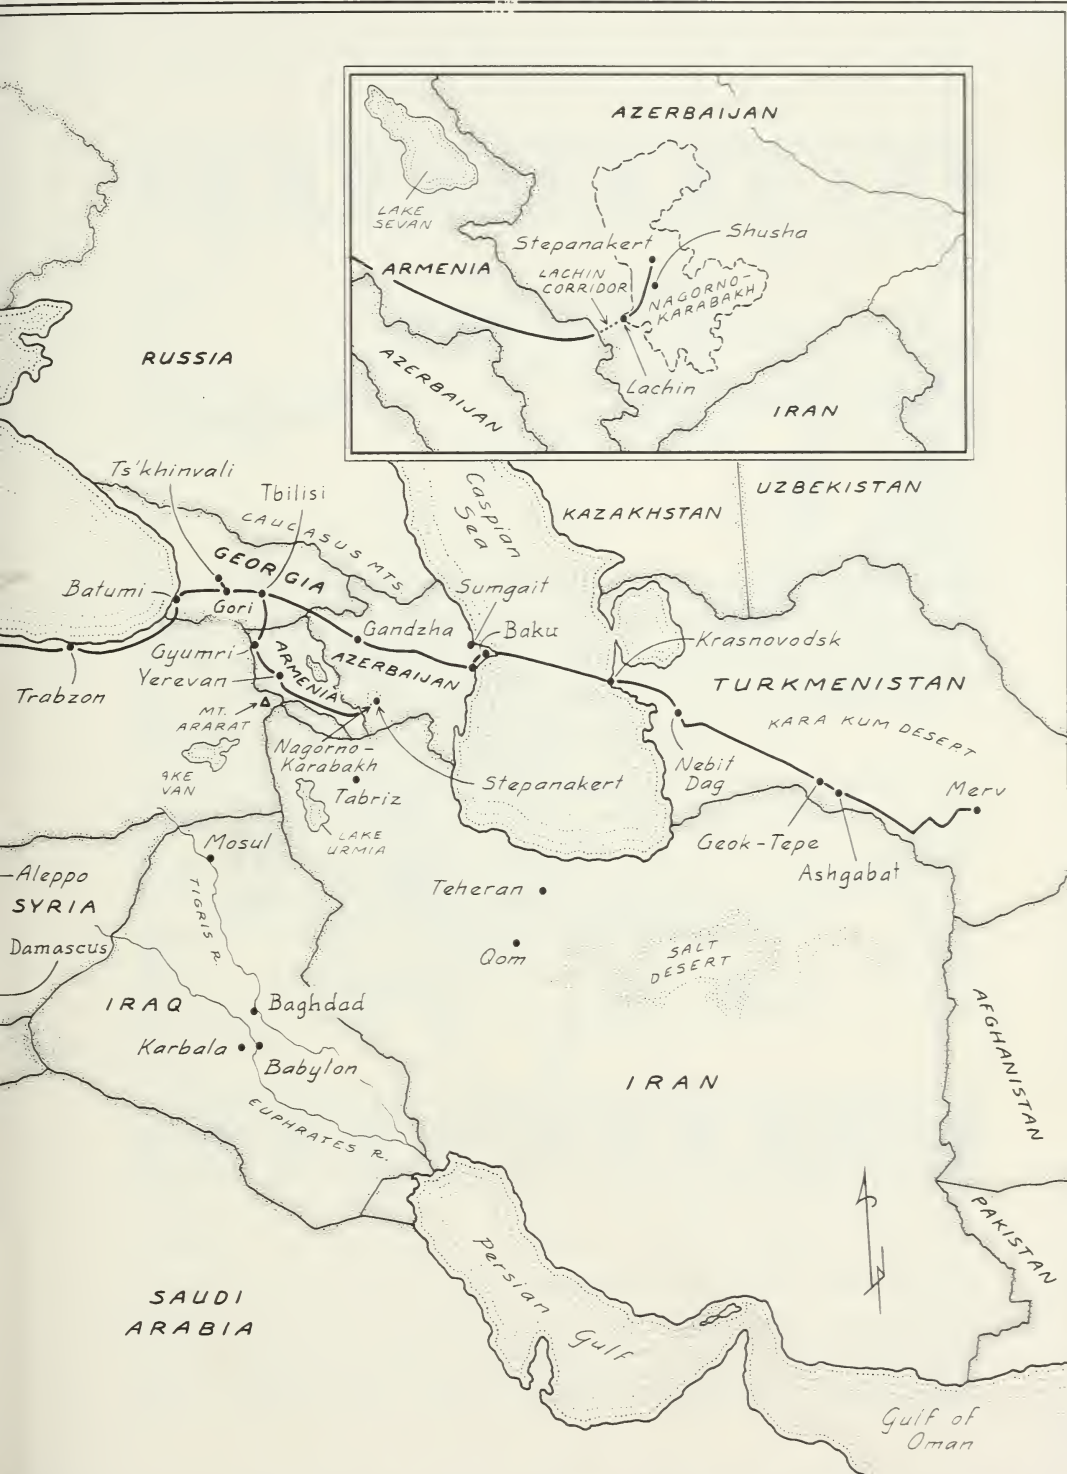 AZERBAIJAN
LAKE
SEVAN
Stepanakert
Shusha
ARMENIA
LACHIN
CORRIDOR
NAGORNO-
KARABAKH
AZERBAIJAN
Lachin
IRAN
RUSSIA
Ts'khinvali
Tbilisi
CAUCASUS MTS.
Caspian
Sea
KAZAKHSTAN
UZBEKISTAN
GEORGIA
Batumi
Gori
Sumgait
Gandzha
Baku
Krasnovodsk
Gyumri
ARMENIA
AZERBAIJAN
Yerevan
Trabzon
MT.
ARARAT
TURKMENISTAN
KARA KUM DESERT
AKE
VAN
Nagorno-
Karabakh
Tabriz
Stepanakert
Nebit
Dag
Merv
LAKE
URMIA
Geok-Tepe
Ashgabat
Mosul
Aleppo
SYRIA
TIGRIS R.
Teheran
Damascus
Qom
SALT
DESERT
IRAQ
Baghdad
Karbala
Babylon
EUPHRATES R.
IRAN
AFGHANISTAN
PAKISTAN
SAUDI
ARABIA
Persian
Gulf
Gulf of
Oman